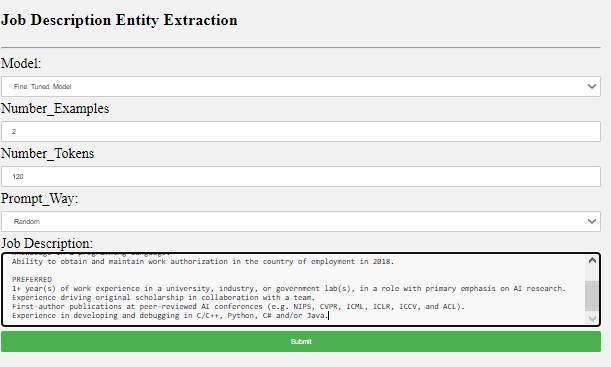 Job Description Entity Extraction
Model:
Fine Tuned Model
Number_Examples
2
Number_Tokens
120
Prompt_Way:
Random
Job Description:
Ability to obtain and maintain work authorization in the country of employment in 2018.
PREFERRED
1+ year(s) of work experience in a university, industry, or government lab(s), in a role with primary emphasis on AI research.
Experience driving original scholarship in collaboration with a team.
First-author publications at peer-reviewed AI conferences (e.g. NIPS, CVPR, ICML, ICLR, ICCV, and ACL).
Experience in developing and debugging in C/C++, Python, C# and/or Java.
Submit